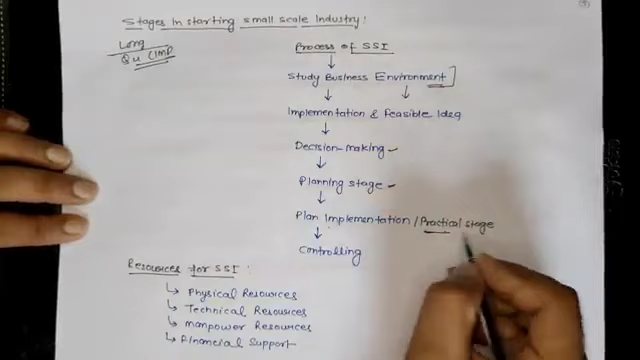 Stages in starting small scale Industry:
Long
Qu (IMP
Process of SSI
Study Business Environment
Implementation & Feasible Idea
Decision-making
Planning stage
Plan Implementation / Practical stage
Controlling
Resources for SSI:
Physical Resources
Technical Resources
manpower Resources
Financial Support